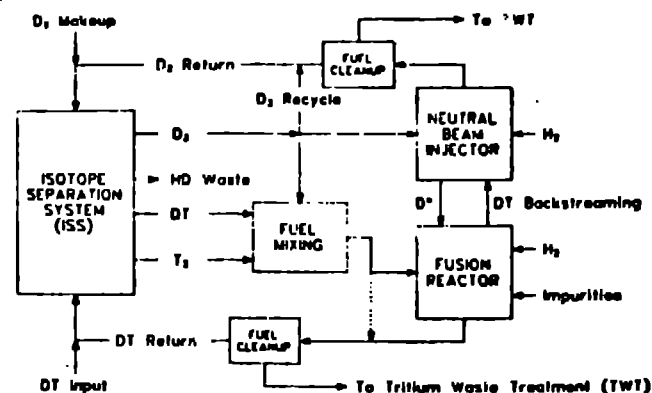 D₂ Makeup
To TWT
FUEL
CLEANUP
D₂ Return
D₂ Recycle
NEUTRAL
BEAM
INJECTOR
H₂
D₂
ISOTOPE
SEPARATION
SYSTEM
(ISS)
HD Waste
D°
DT Backstreaming
DT
FUEL
MIXING
T₂
FUSION
REACTOR
H₂
Impurities
DT Return
FUEL
CLEANUP
DT Input
To Tritium Waste Treatment (TWT)